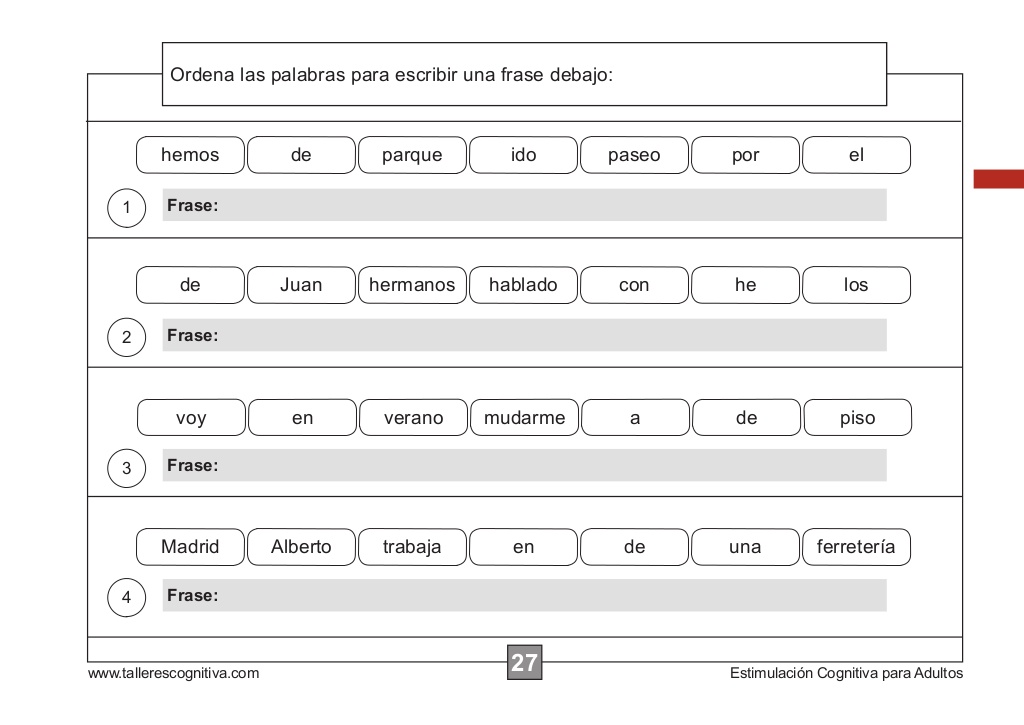 Ordena las palabras para escribir una frase debajo:
hemos de parque ido paseo por el
1 Frase:
de Juan hermanos hablado con he los
2 Frase:
voy en verano mudarme a de piso
3 Frase:
Madrid Alberto trabaja en de una ferretería
4 Frase:
www.tallerescognitiva.com 27 Estimulación Cognitiva para Adultos